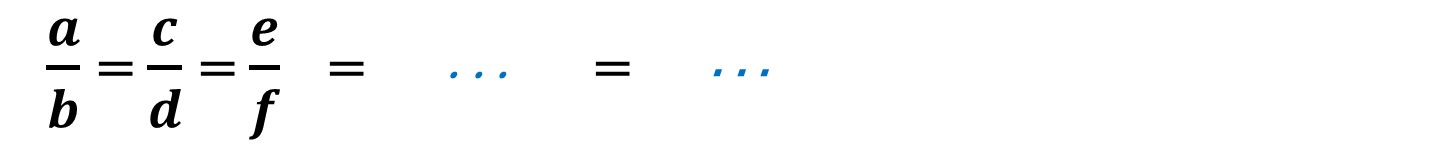 a/b = c/d = e/f = ... = ...